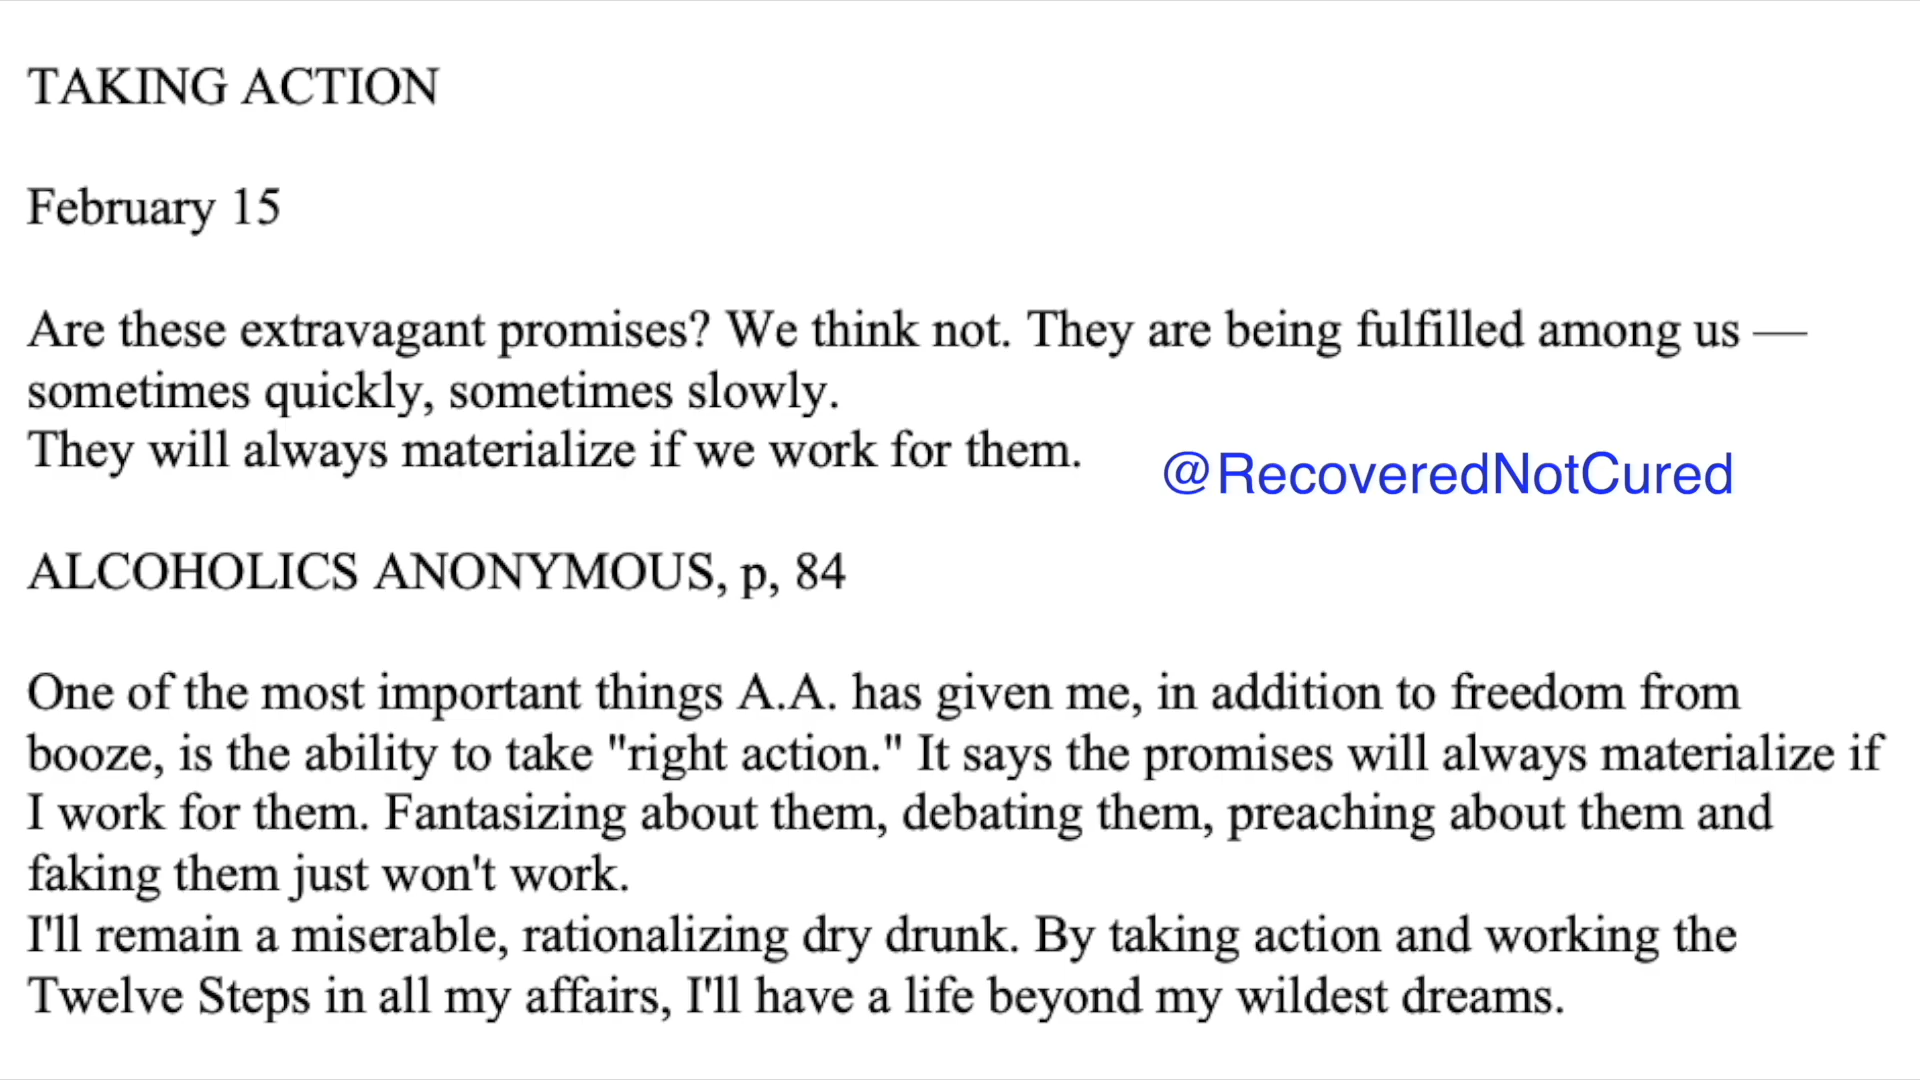 TAKING ACTION
February 15
Are these extravagant promises? We think not. They are being fulfilled among us —
sometimes quickly, sometimes slowly.
They will always materialize if we work for them.
@RecoveredNotCured
ALCOHOLICS ANONYMOUS, p, 84
One of the most important things A.A. has given me, in addition to freedom from
booze, is the ability to take "right action." It says the promises will always materialize if
I work for them. Fantasizing about them, debating them, preaching about them and
faking them just won't work.
I'll remain a miserable, rationalizing dry drunk. By taking action and working the
Twelve Steps in all my affairs, I'll have a life beyond my wildest dreams.